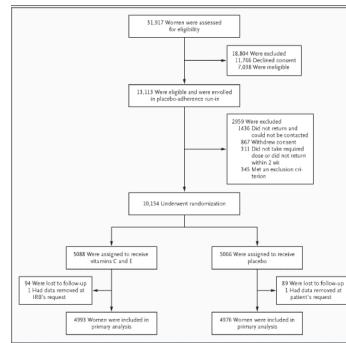 31,917 Women were assessed
for eligibility
18,804 Were excluded
11,766 Declined consent
7,038 Were ineligible
13,113 Were eligible and were enrolled
in placebo-adherence run-in
2959 Were excluded
1436 Did not return and
could not be contacted
867 Withdrew consent
311 Did not take required
dose or did not return
within 2 wk
345 Met an exclusion cri-
terion
10,154 Underwent randomization
5088 Were assigned to receive
vitamins C and E
5066 Were assigned to receive
placebo
94 Were lost to follow-up
1 Had data removed at
IRB's request
89 Were lost to follow-up
1 Had data removed at
patient's request
4993 Women were included in
primary analysis
4976 Women were included in
primary analysis